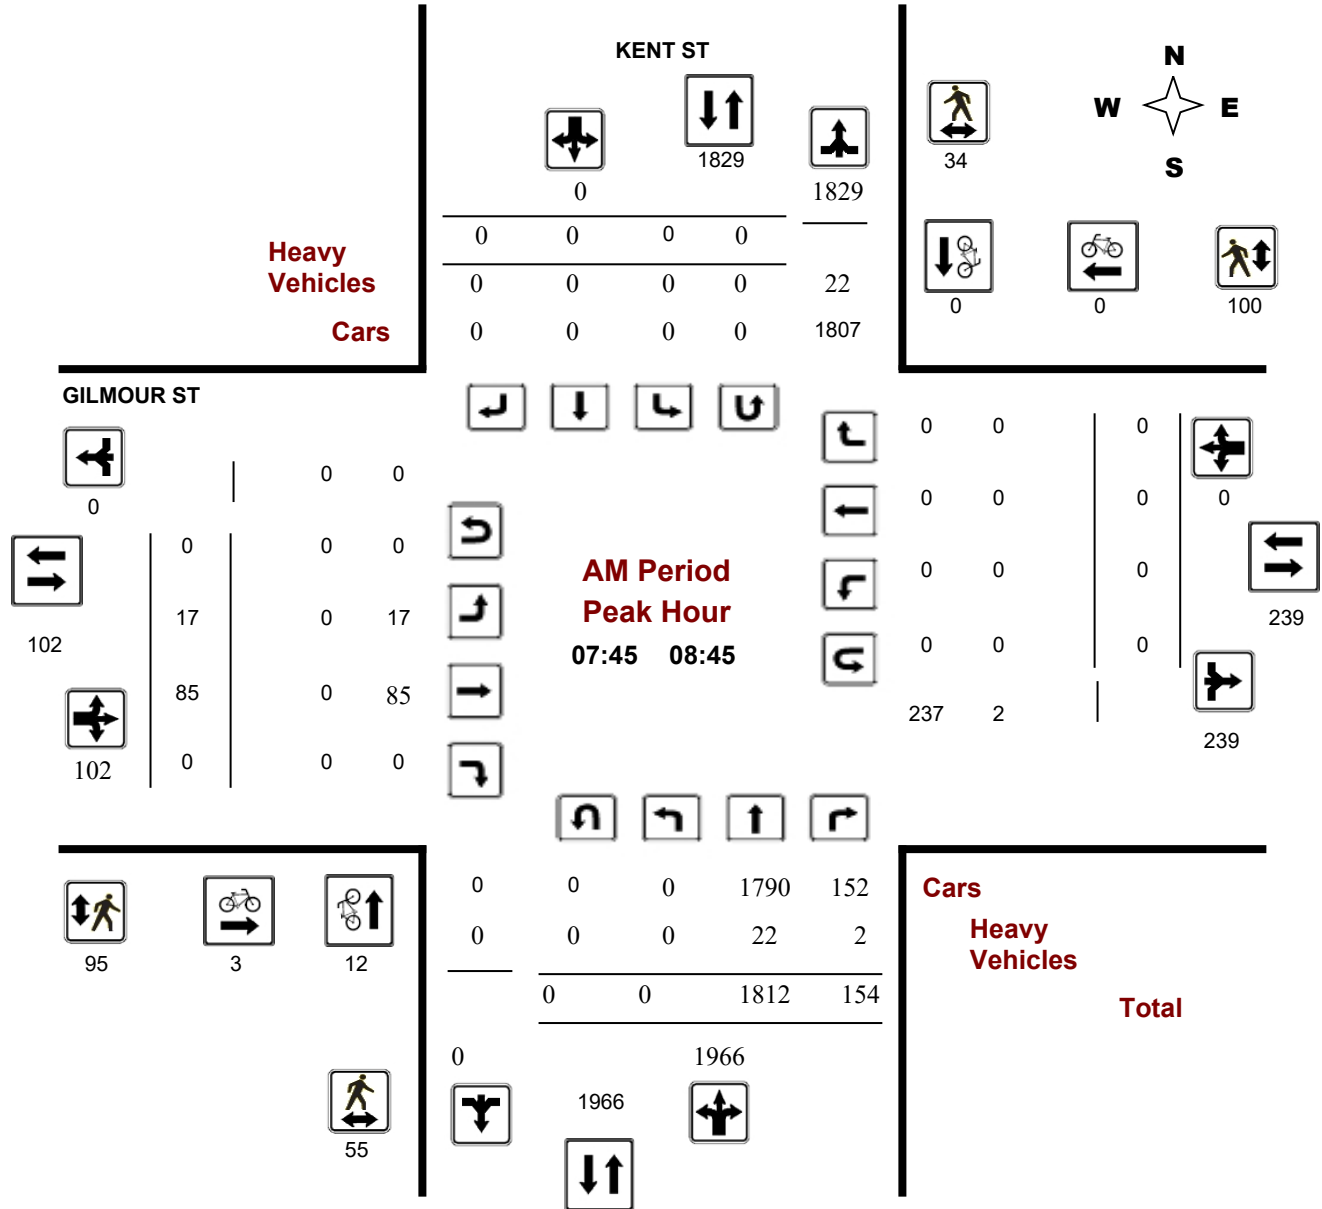 KENT ST
N
W E
S
1829
34
0 1829
0 0 0 0
Heavy
Vehicles
0 0 0 0 22
0 0 100
Cars
0 0 0 0 1807
GILMOUR ST
0 0 0
0 0
0
0 0 0 0
0 0 0
AM Period
0 0 0
Peak Hour
17 0 17
239
102
07:45 08:45
0 0 0
85 0 85
237 2
239
102 0 0 0
0 0 0 1790 152
Cars
0 0 0 22 2
Heavy
Vehicles
95 3 12
0 0 1812 154
Total
0 1966
1966
55